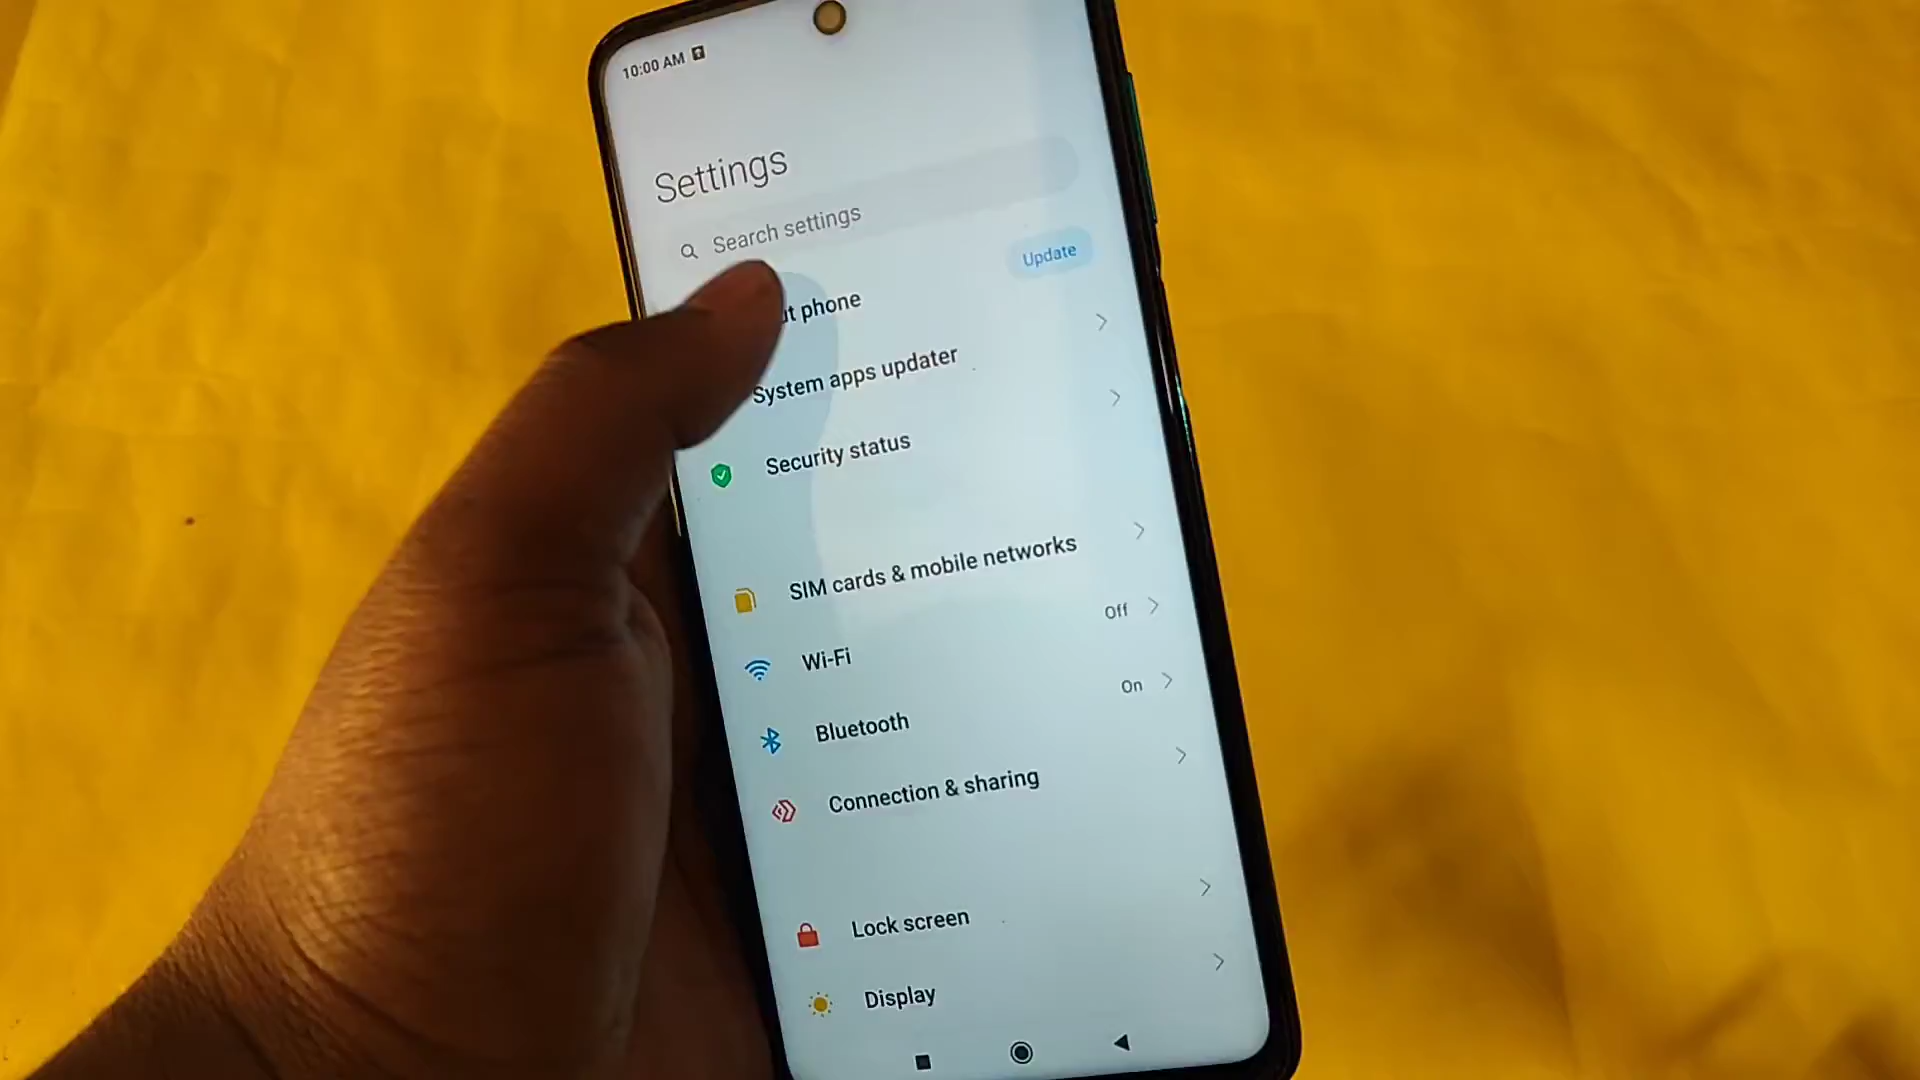 10:00 AM
Settings
Search settings
ut phone
Update
System apps updater
Security status
SIM cards & mobile networks
Wi-Fi
Off
Bluetooth
On
Connection & sharing
Lock screen
Display